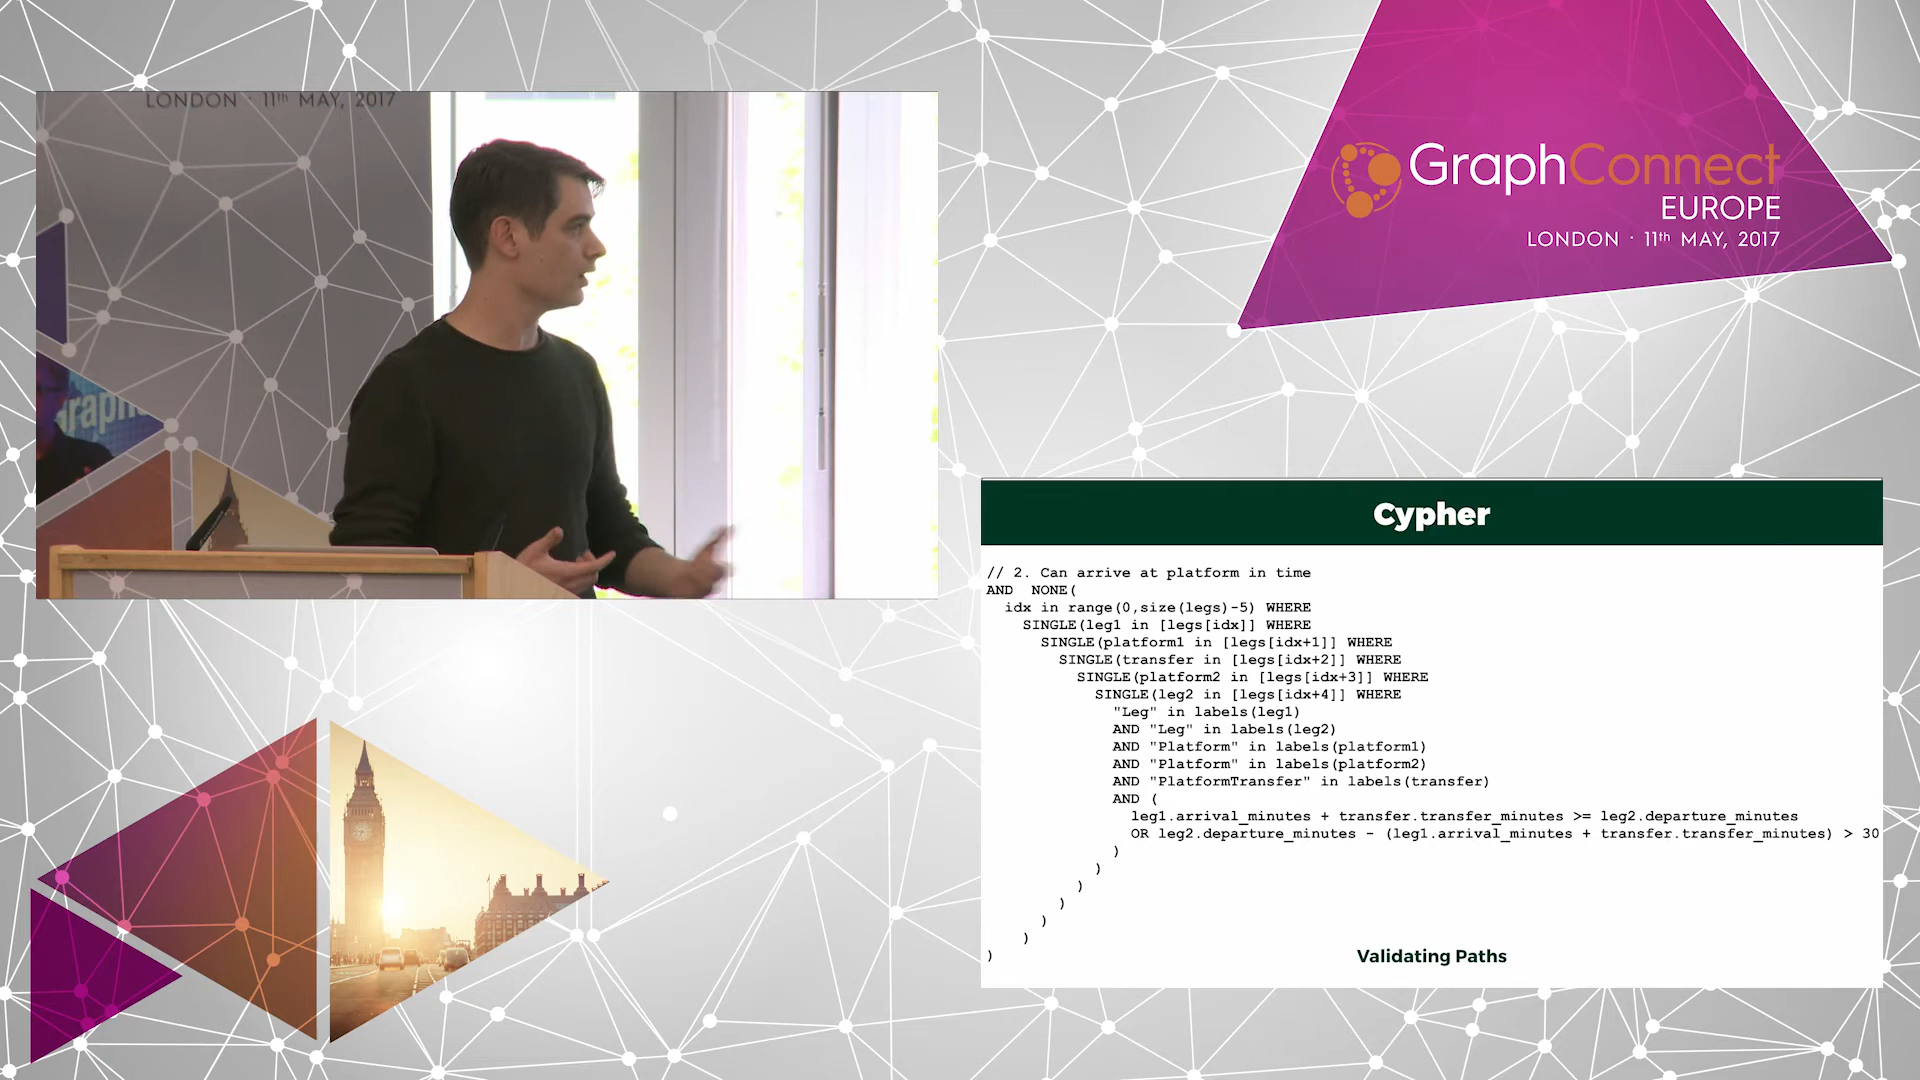 LONDON · 11th MAY, 2017
GraphConnect
EUROPE
LONDON · 11th MAY, 2017
Cypher
// 2. Can arrive at platform in time
AND  NONE(
  idx in range(0,size(legs)-5) WHERE
    SINGLE(leg1 in [legs[idx]] WHERE
      SINGLE(platform1 in [legs[idx+1]] WHERE
        SINGLE(transfer in [legs[idx+2]] WHERE
          SINGLE(platform2 in [legs[idx+3]] WHERE
            SINGLE(leg2 in [legs[idx+4]] WHERE
              "Leg" in labels(leg1)
              AND "Leg" in labels(leg2)
              AND "Platform" in labels(platform1)
              AND "Platform" in labels(platform2)
              AND "PlatformTransfer" in labels(transfer)
              AND (
                leg1.arrival_minutes + transfer.transfer_minutes >= leg2.departure_minutes
                OR leg2.departure_minutes - (leg1.arrival_minutes + transfer.transfer_minutes) > 30
              )
            )
          )
        )
      )
    )
)
Validating Paths